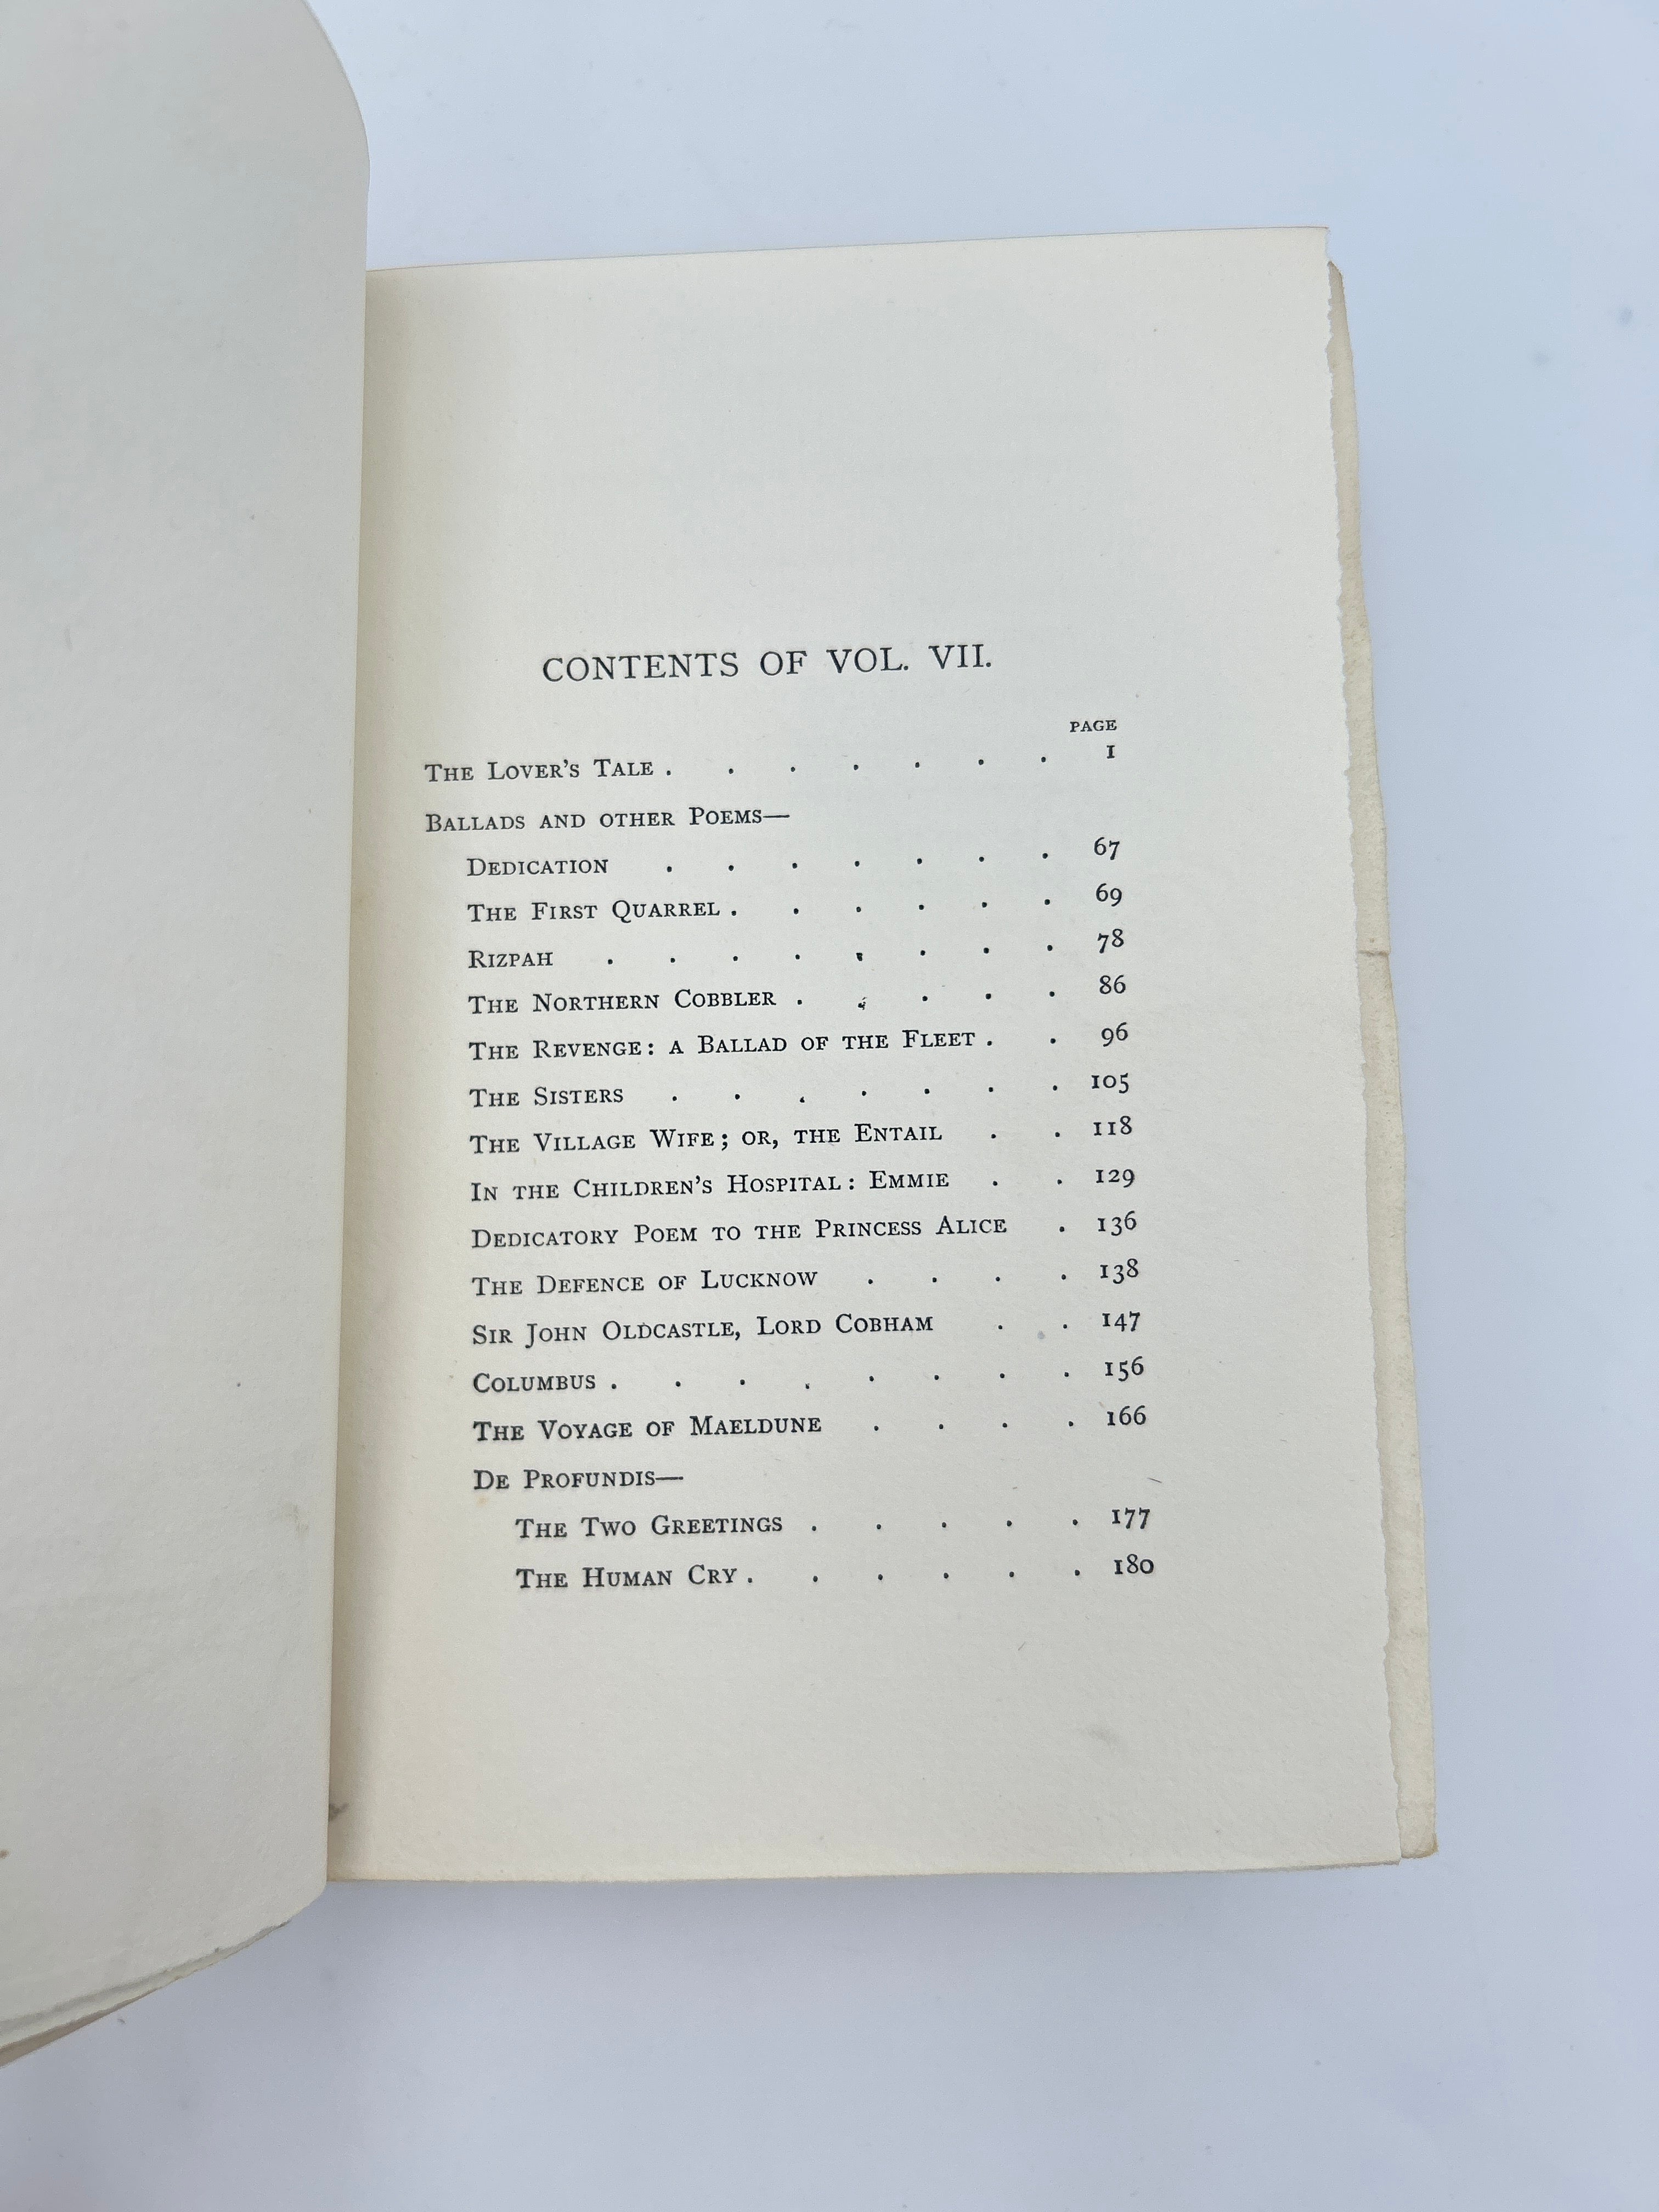 CONTENTS OF VOL. VII.
PAGE
THE LOVER'S TALE . . . . . . . 1
BALLADS AND OTHER POEMS—
DEDICATION . . . . . . . 67
THE FIRST QUARREL . . . . . . 69
RIZPAH . . . . . . . . 78
THE NORTHERN COBBLER . . . . . 86
THE REVENGE: A BALLAD OF THE FLEET . . 96
THE SISTERS . . . . . . . 105
THE VILLAGE WIFE; OR, THE ENTAIL . . 118
IN THE CHILDREN'S HOSPITAL: EMMIE . . 129
DEDICATORY POEM TO THE PRINCESS ALICE . 136
THE DEFENCE OF LUCKNOW . . . . 138
SIR JOHN OLDCASTLE, LORD COBHAM . . 147
COLUMBUS . . . . . . . . 156
THE VOYAGE OF MAELDUNE . . . . 166
DE PROFUNDIS—
THE TWO GREETINGS . . . . . 177
THE HUMAN CRY . . . . . . 180